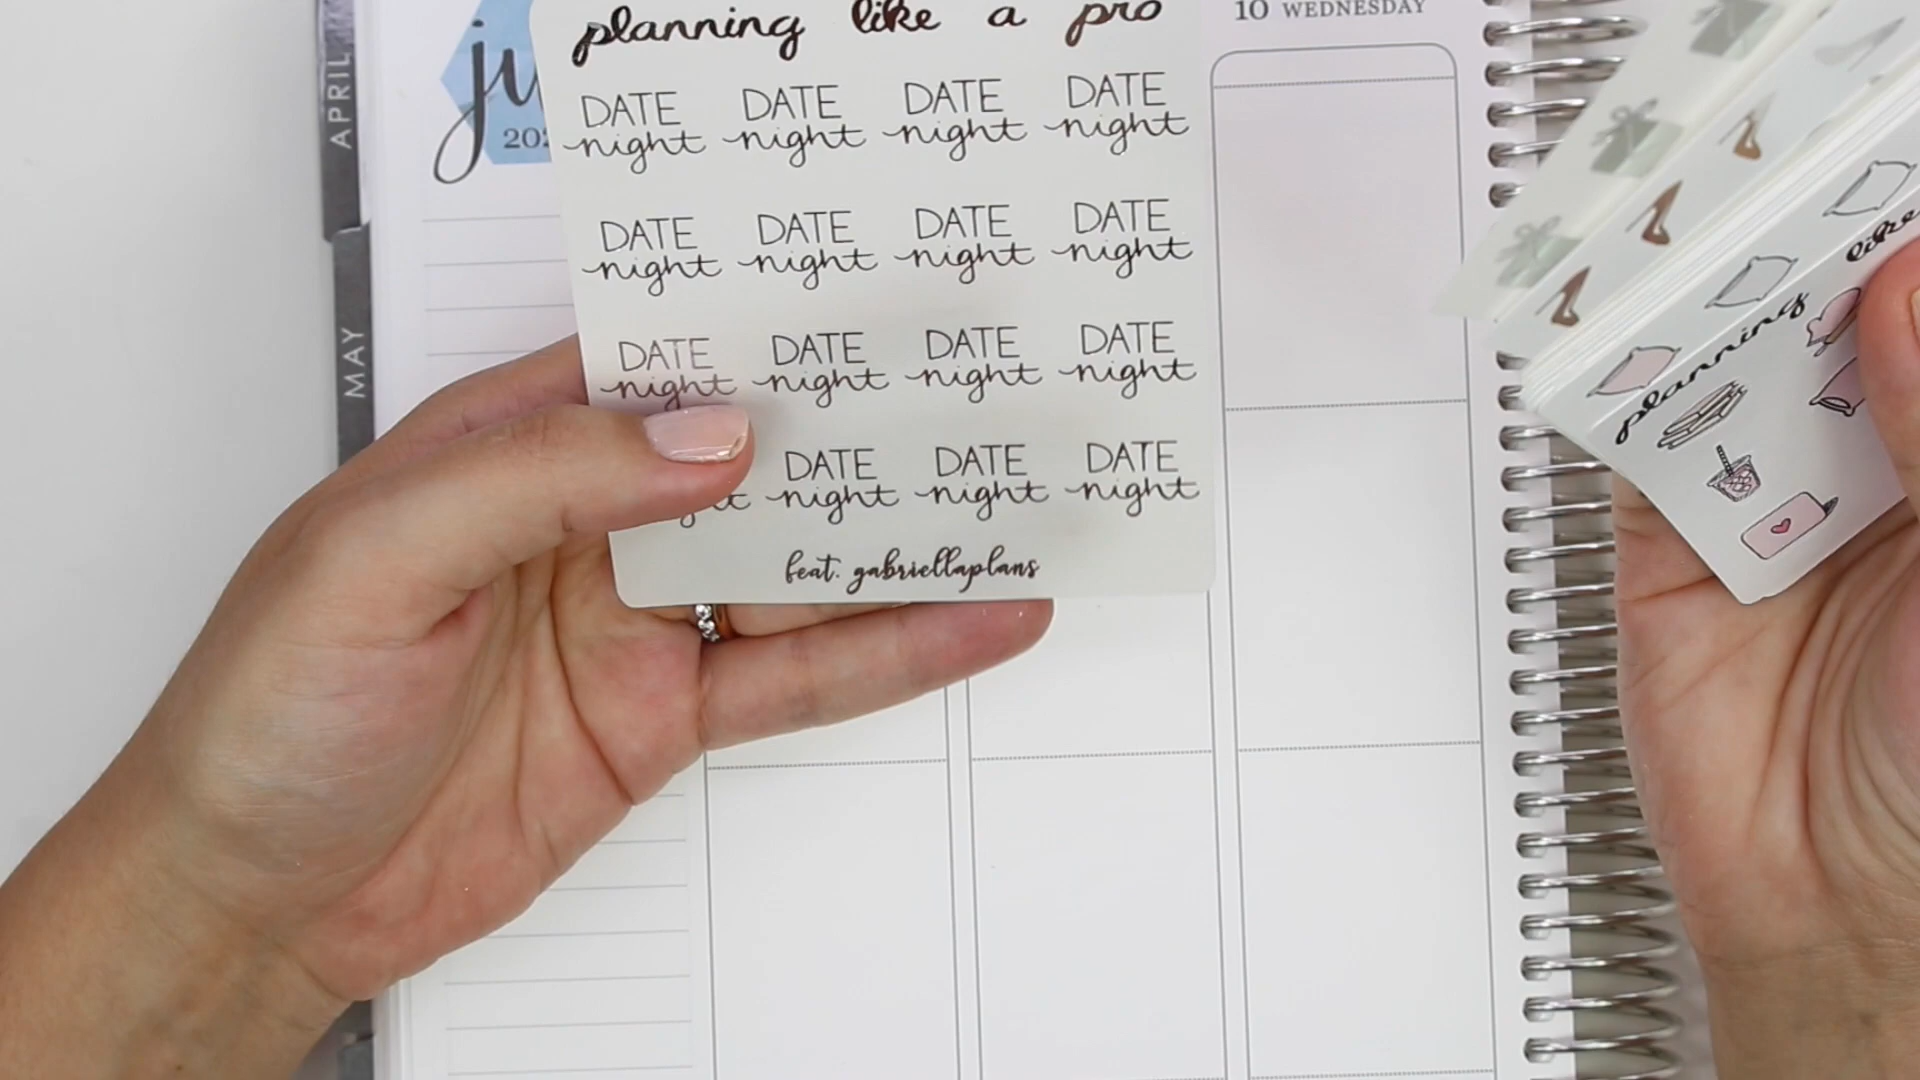 planning like a pro
10 WEDNESDAY
APRIL
MAY
DATE DATE DATE DATE
night night night night
DATE DATE DATE DATE
night night night night
DATE DATE DATE DATE
night night night night
DATE DATE DATE
night night night
feat. gabriellaplans
planning like